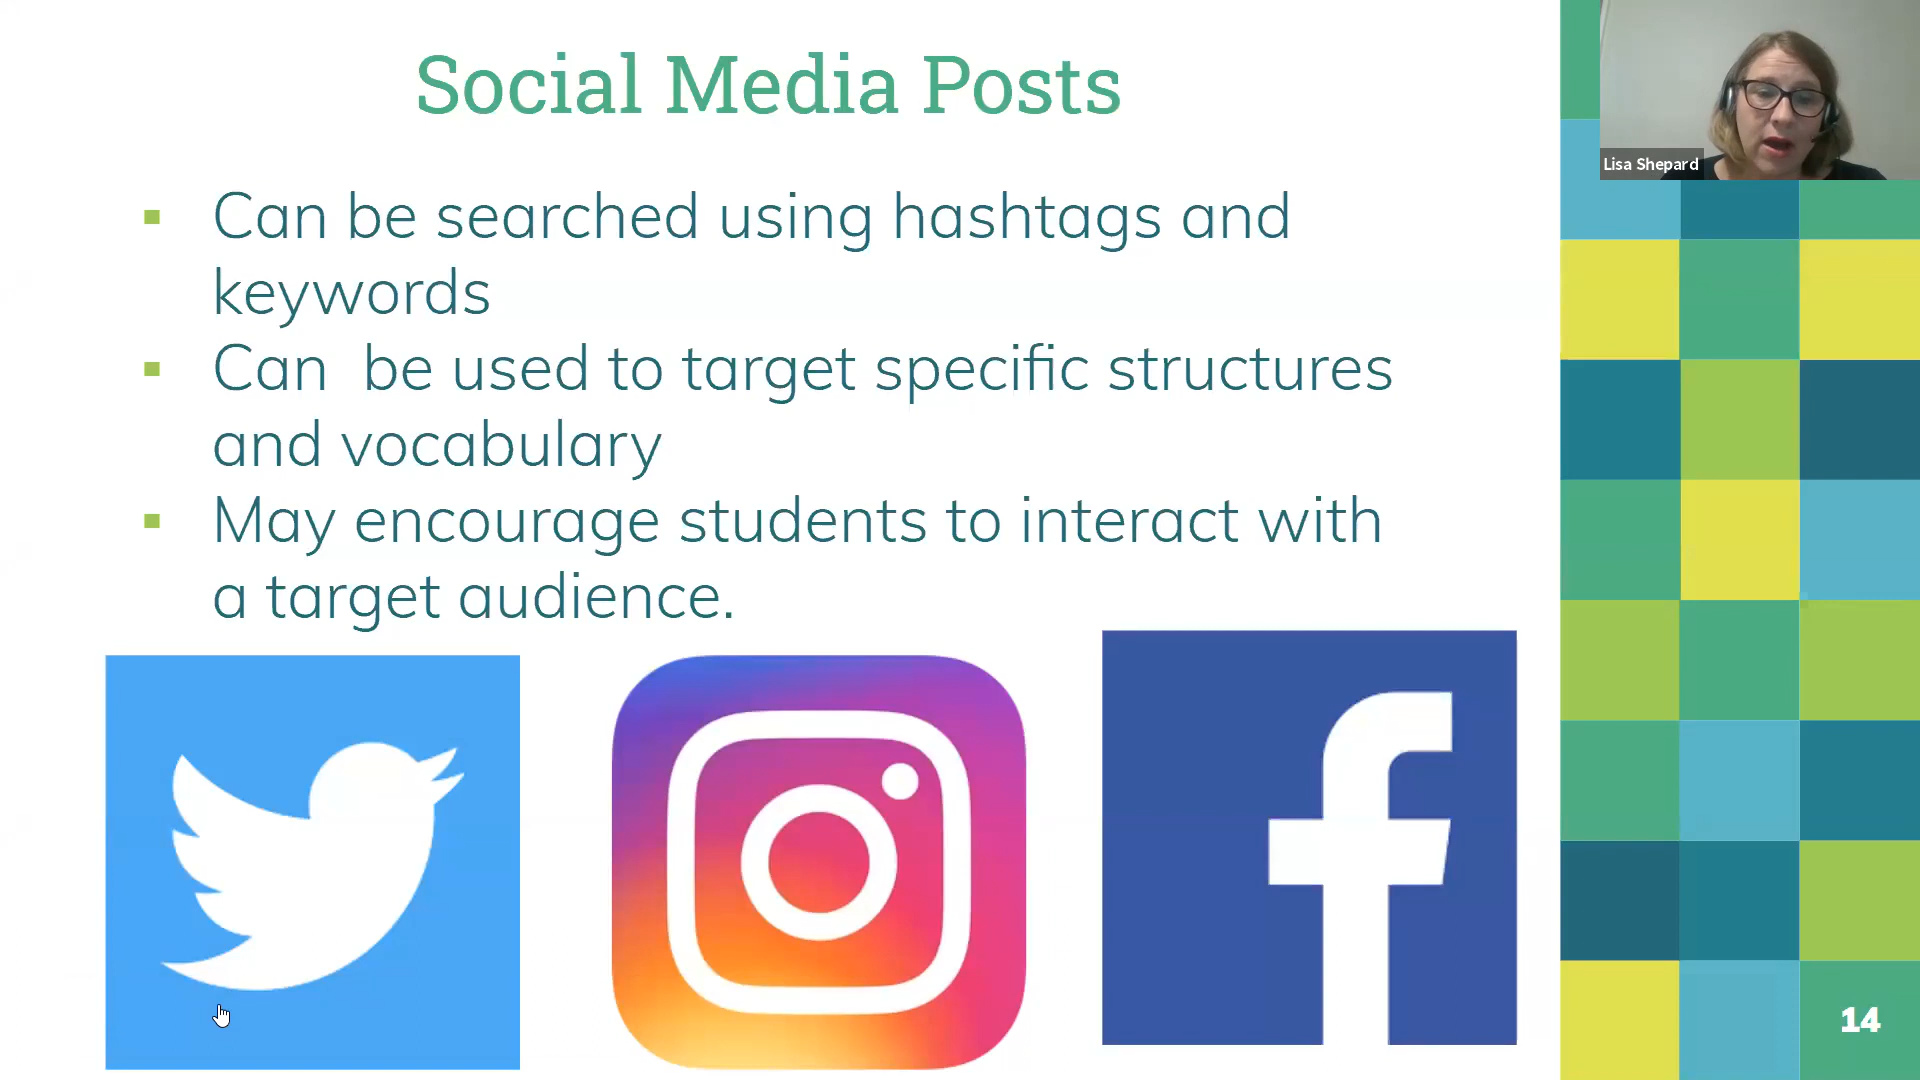 Social Media Posts
Lisa Shepard
▪ Can be searched using hashtags and
keywords
▪ Can  be used to target specific structures
and vocabulary
▪ May encourage students to interact with
a target audience.
14